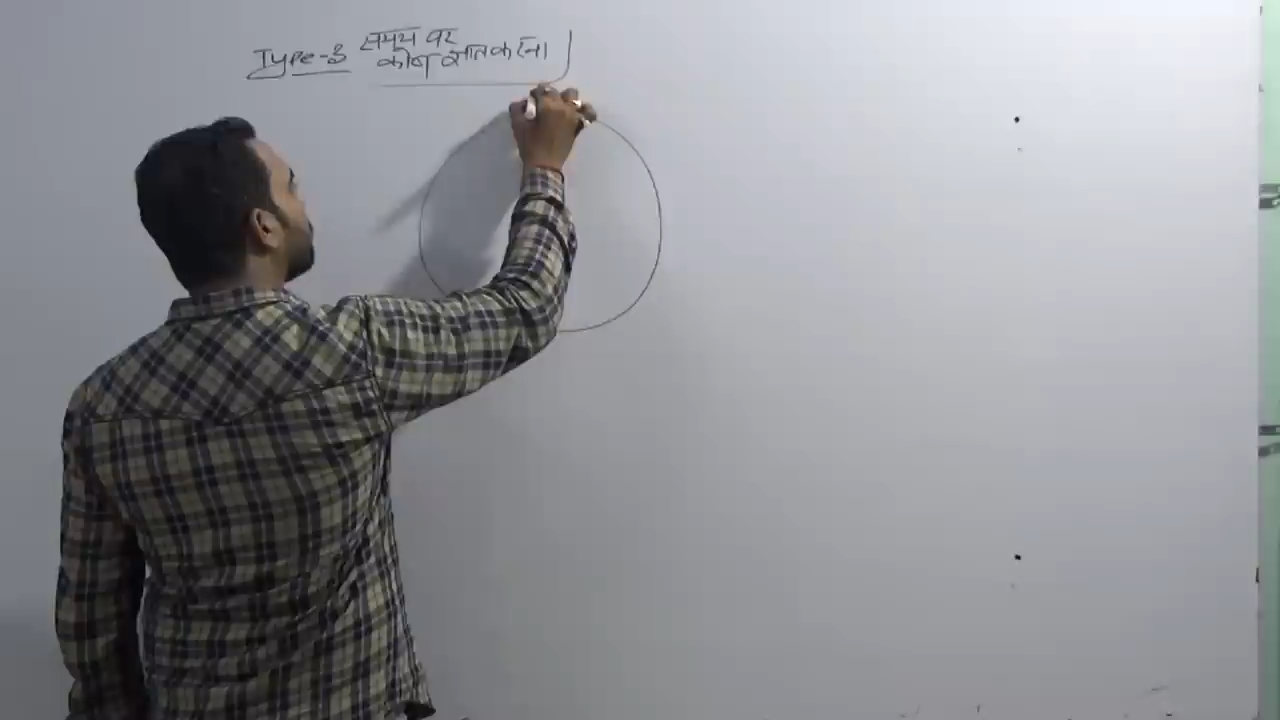 Type-3 समय पर
कोण ज्ञात करना